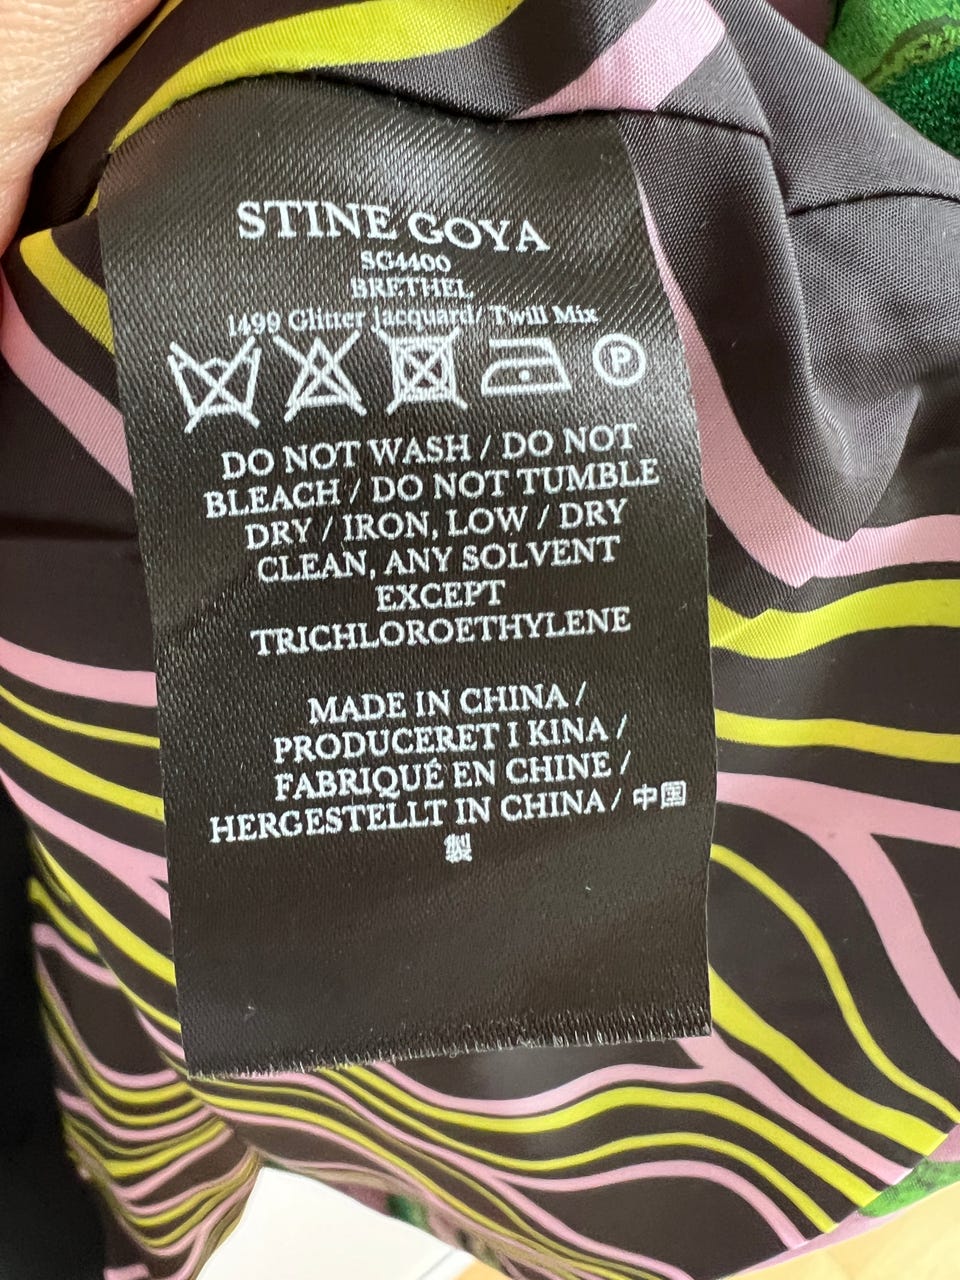 STINE GOYA
SG4400
BRETHEL
1499 Glitter Jacquard/ Twill Mix
P
DO NOT WASH / DO NOT
BLEACH / DO NOT TUMBLE
DRY / IRON, LOW / DRY
CLEAN, ANY SOLVENT
EXCEPT
TRICHLOROETHYLENE
MADE IN CHINA /
PRODUCERET I KINA /
FABRIQUÉ EN CHINE /
HERGESTELLT IN CHINA / 中国
製